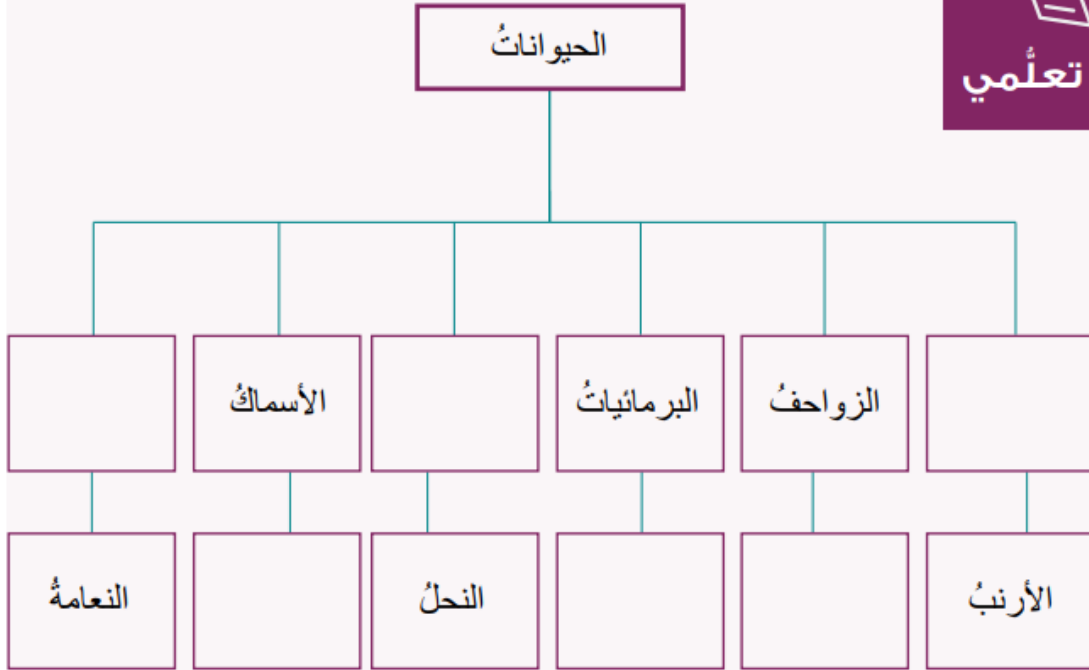 تعلُّمي
الحيواناتُ
الزواحفُ
البرمائياتُ
الأسماكُ
الأرنبُ
النحلُ
النعامةُ